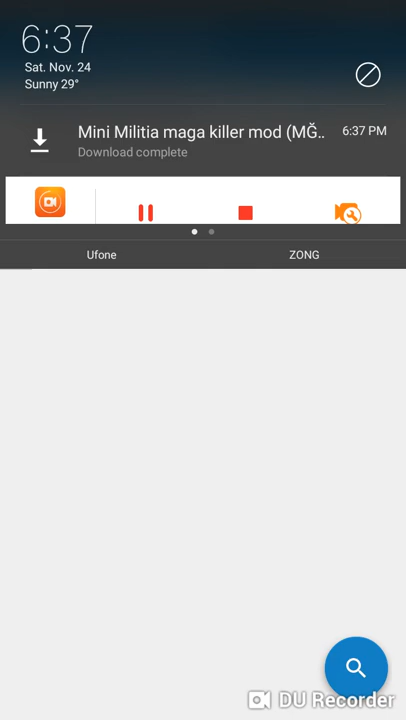 6:37
Sat. Nov. 24
Sunny 29°
Mini Militia maga killer mod (MĞ.. 6:37 PM
Download complete
Ufone ZONG
DU Recorder